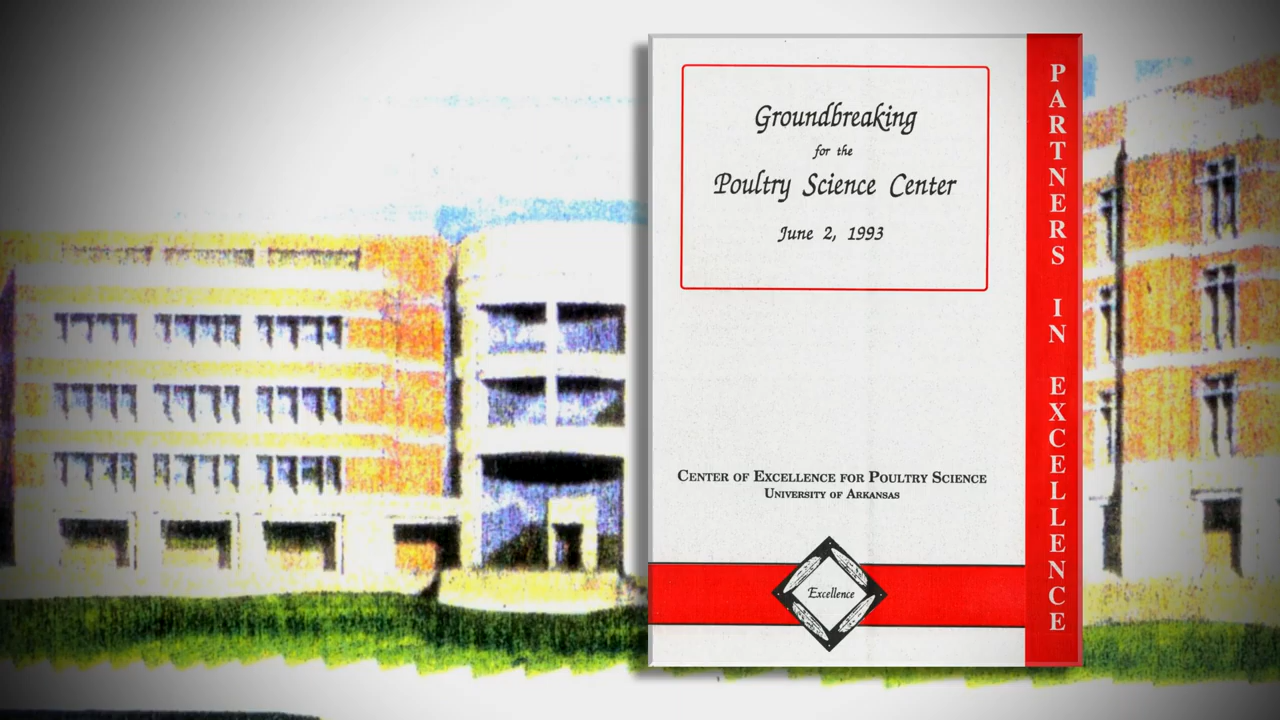 Groundbreaking
for the
Poultry Science Center
June 2, 1993
CENTER OF EXCELLENCE FOR POULTRY SCIENCE
UNIVERSITY OF ARKANSAS
Excellence
PARTNERS IN EXCELLENCE